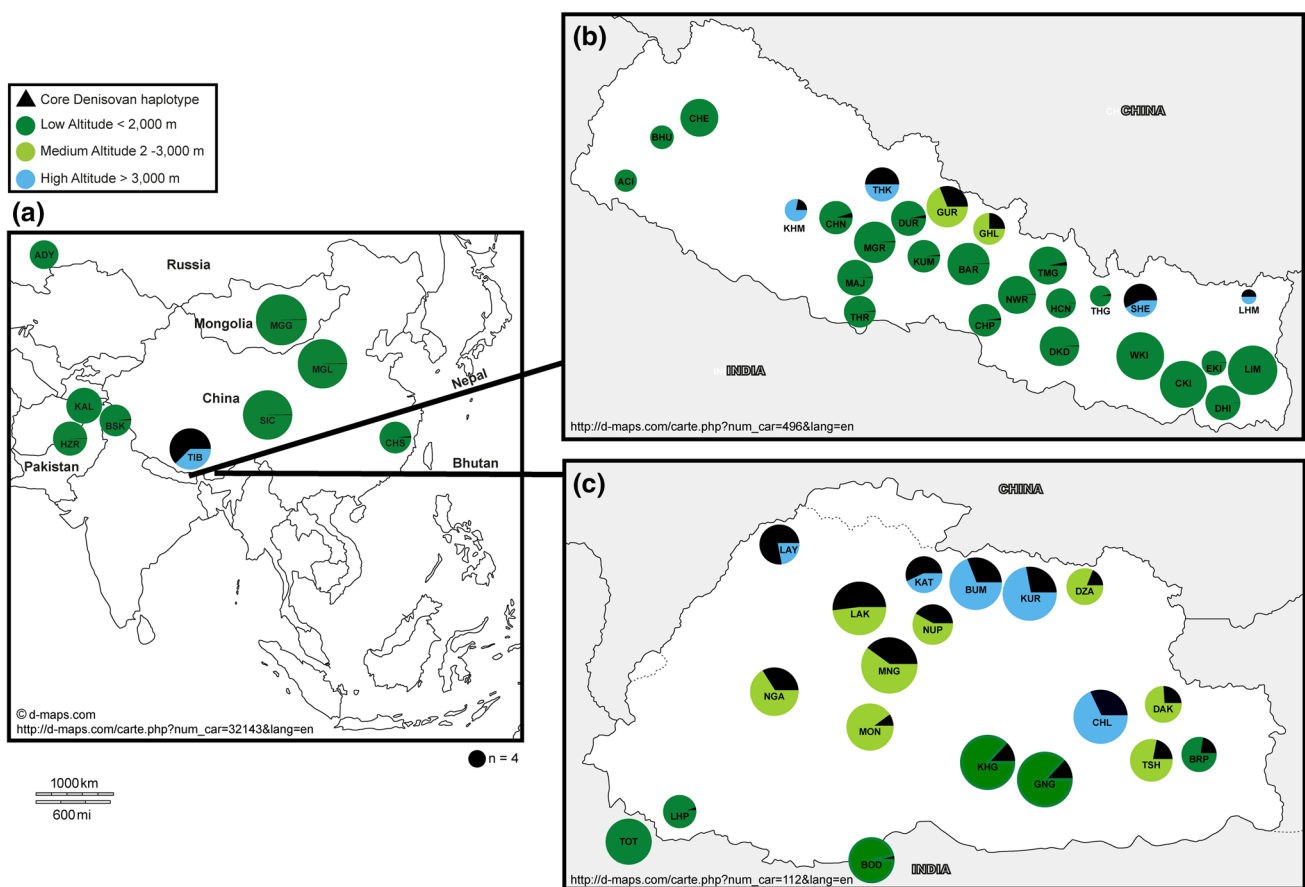 Core Denisovan haplotype
Low Altitude < 2,000 m
Medium Altitude 2 -3,000 m
High Altitude > 3,000 m
(a)
ADY
Russia
Mongolia
MGG
MGL
Nepal
China
KAL
BSK
SIC
HZR
CHS
TIB
Pakistan
Bhutan
© d-maps.com
http://d-maps.com/carte.php?num_car=32143&lang=en
n = 4
1000 km
600 mi
(b)
CHINA
CHE
BHU
ACI
THK
KHM
CHN
DUR
GUR
GHL
MGR
KUM
BAR
TMG
MAJ
NWR
HCN
THG
SHE
LHM
THR
CHP
DKD
WKI
CKI
EKI
LIM
DHI
INDIA
http://d-maps.com/carte.php?num_car=496&lang=en
(c)
CHINA
LAY
KAT
BUM
KUR
DZA
LAK
NUP
MNG
NGA
MON
CHL
DAK
TSH
BRP
KHG
GNG
LHP
TOT
BOD
INDIA
http://d-maps.com/carte.php?num_car=112&lang=en